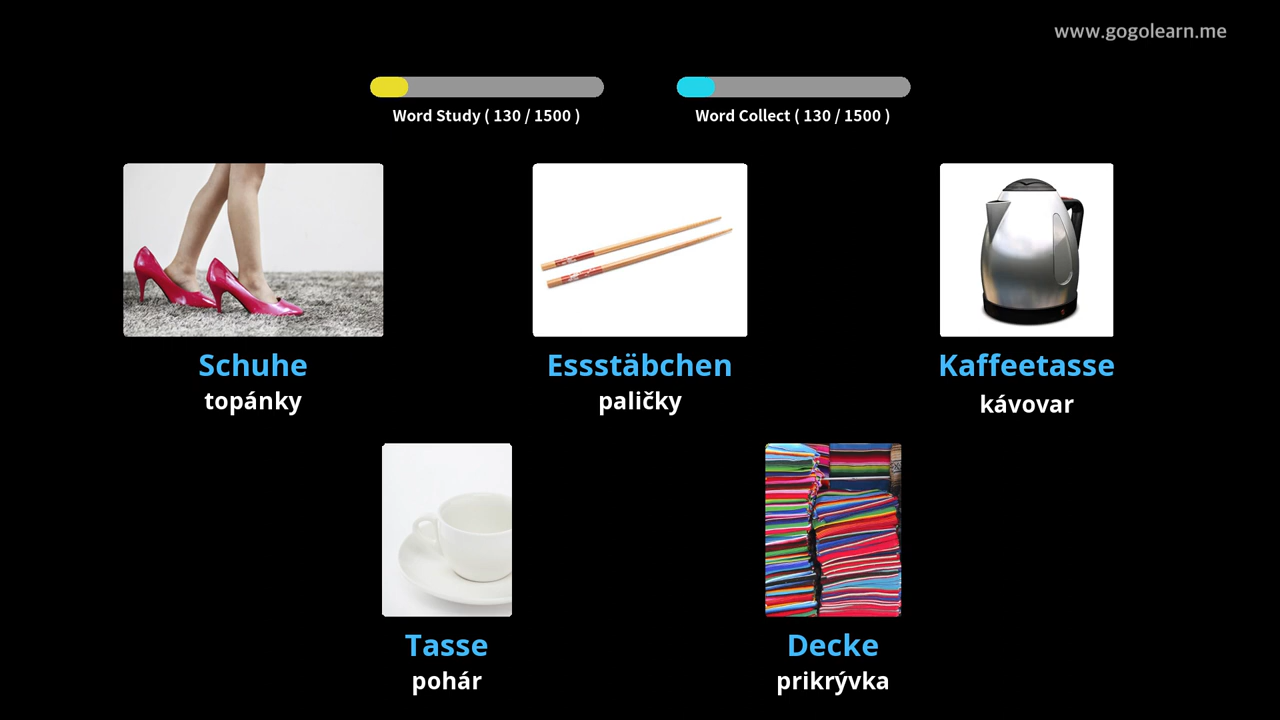 www.gogolearn.me
Word Study ( 130 / 1500 )
Word Collect ( 130 / 1500 )
Schuhe
topánky
Essstäbchen
paličky
Kaffeetasse
kávovar
Tasse
pohár
Decke
prikrývka